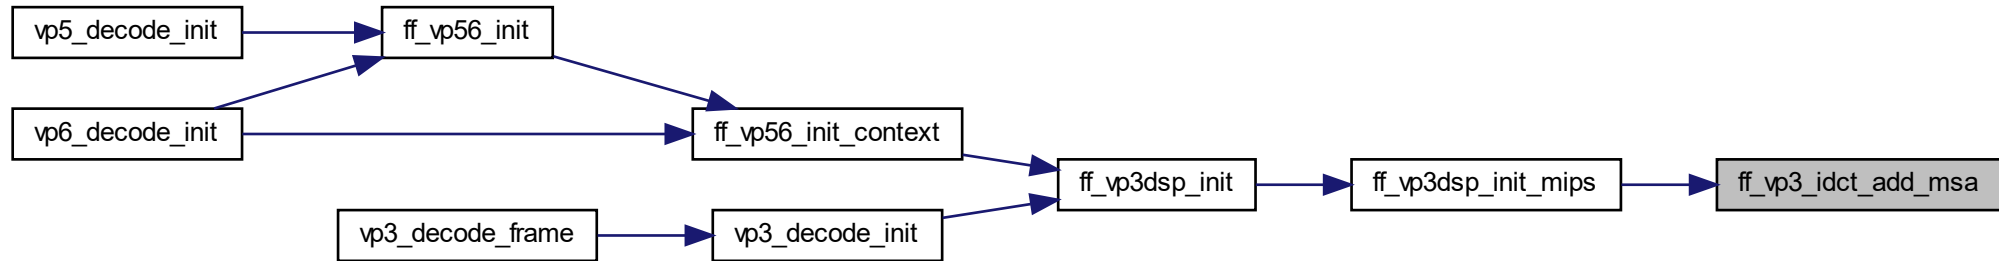 vp5_decode_init
ff_vp56_init
vp6_decode_init
ff_vp56_init_context
ff_vp3dsp_init
ff_vp3dsp_init_mips
ff_vp3_idct_add_msa
vp3_decode_frame
vp3_decode_init